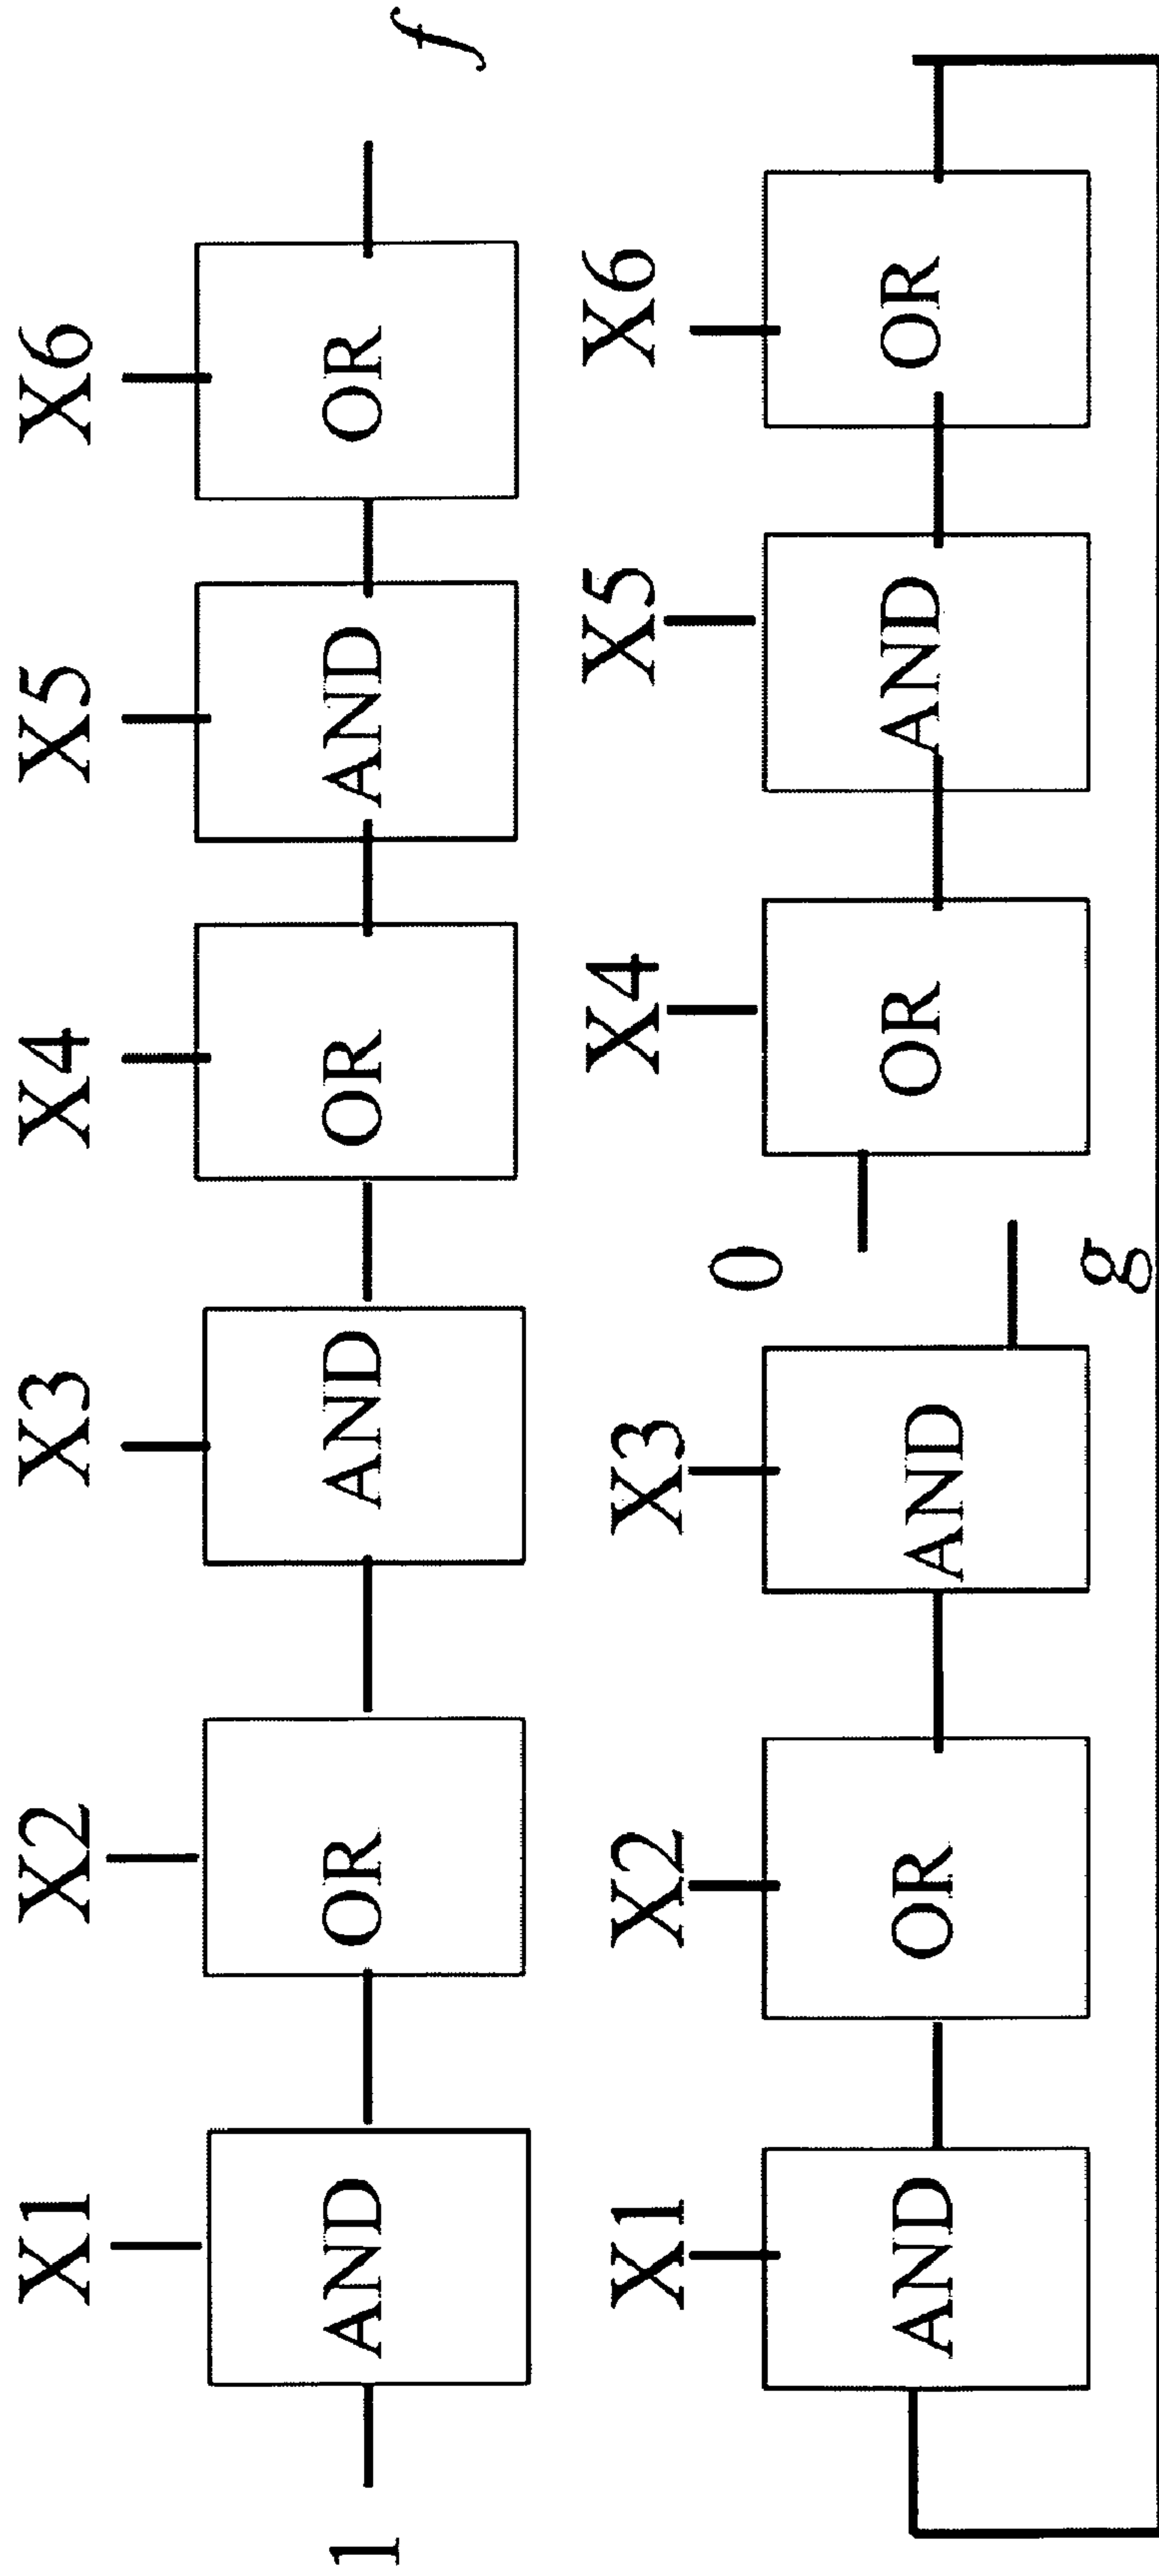 X1 X2 X3 X4 X5 X6
1 AND OR AND OR AND OR f
X1 X2 X3 0 X4 X5 X6
AND OR AND g OR AND OR